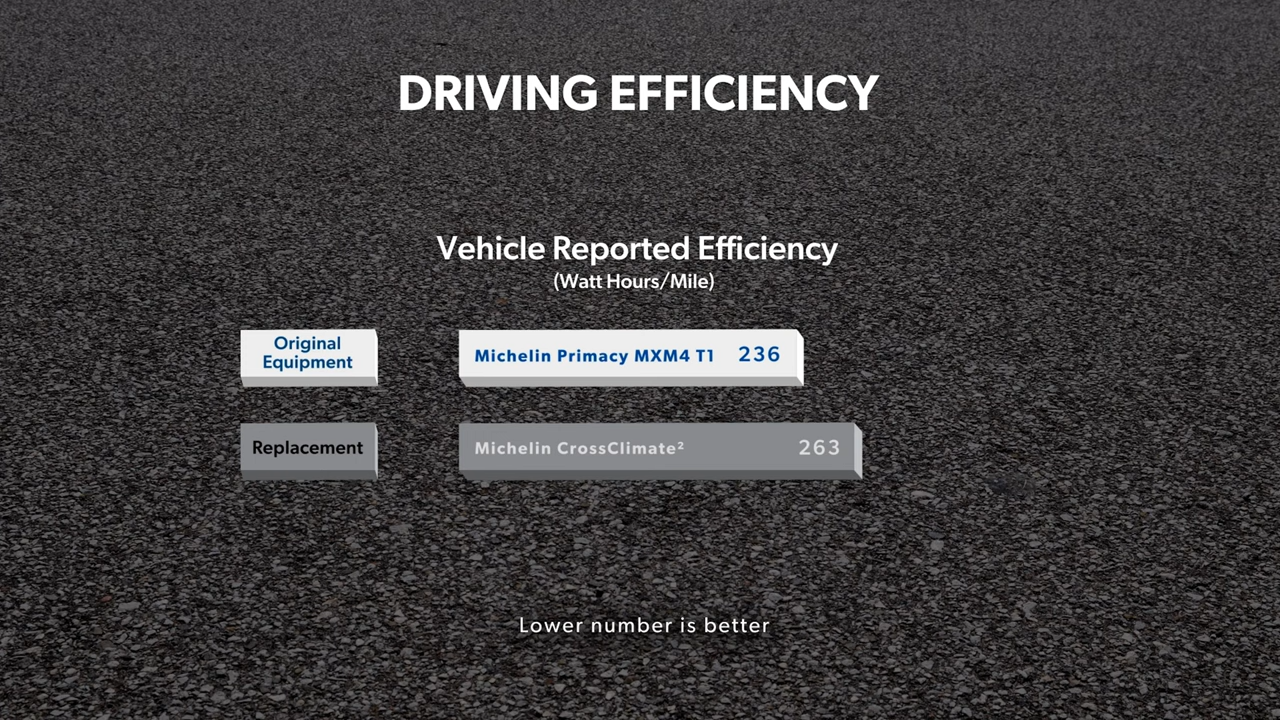 DRIVING EFFICIENCY
Vehicle Reported Efficiency
(Watt Hours/Mile)
Original
Equipment
Michelin Primacy MXM4 T1 236
Replacement
Michelin CrossClimate² 263
Lower number is better